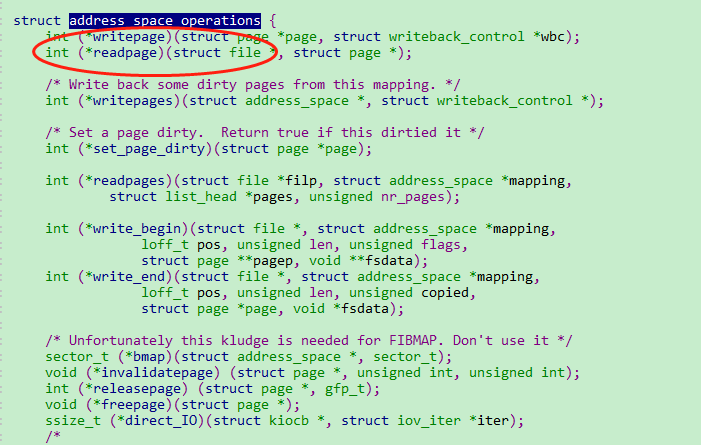 struct address_space_operations {
int (*writepage)(struct page *page, struct writeback_control *wbc);
int (*readpage)(struct file *, struct page *);
/* Write back some dirty pages from this mapping. */
int (*writepages)(struct address_space *, struct writeback_control *);
/* Set a page dirty.  Return true if this dirtied it */
int (*set_page_dirty)(struct page *page);
int (*readpages)(struct file *filp, struct address_space *mapping,
struct list_head *pages, unsigned nr_pages);
int (*write_begin)(struct file *, struct address_space *mapping,
loff_t pos, unsigned len, unsigned flags,
struct page **pagep, void **fsdata);
int (*write_end)(struct file *, struct address_space *mapping,
loff_t pos, unsigned len, unsigned copied,
struct page *page, void *fsdata);
/* Unfortunately this kludge is needed for FIBMAP. Don't use it */
sector_t (*bmap)(struct address_space *, sector_t);
void (*invalidatepage) (struct page *, unsigned int, unsigned int);
int (*releasepage) (struct page *, gfp_t);
void (*freepage)(struct page *);
ssize_t (*direct_IO)(struct kiocb *, struct iov_iter *iter);
/*